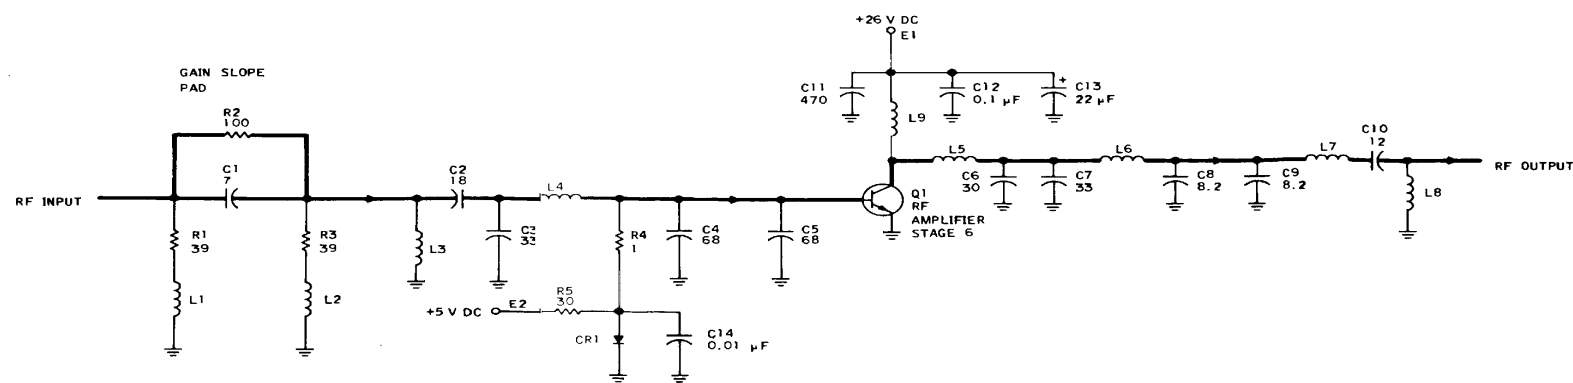 +26 V DC
E1
GAIN SLOPE
PAD
C11
470
C12
0.1 µF
+
C13
22 µF
R2
100
L9
C10
12
C1
7
C2
18
L4
L5
L6
L7
RF INPUT
RF OUTPUT
C6
30
C7
33
C8
8.2
C9
8.2
L8
Q1
RF
AMPLIFIER
STAGE 6
R1
39
R3
39
L3
C3
33
R4
1
C4
68
C5
68
L1
L2
+5 V DC
E2
R5
30
CR1
C14
0.01 µF